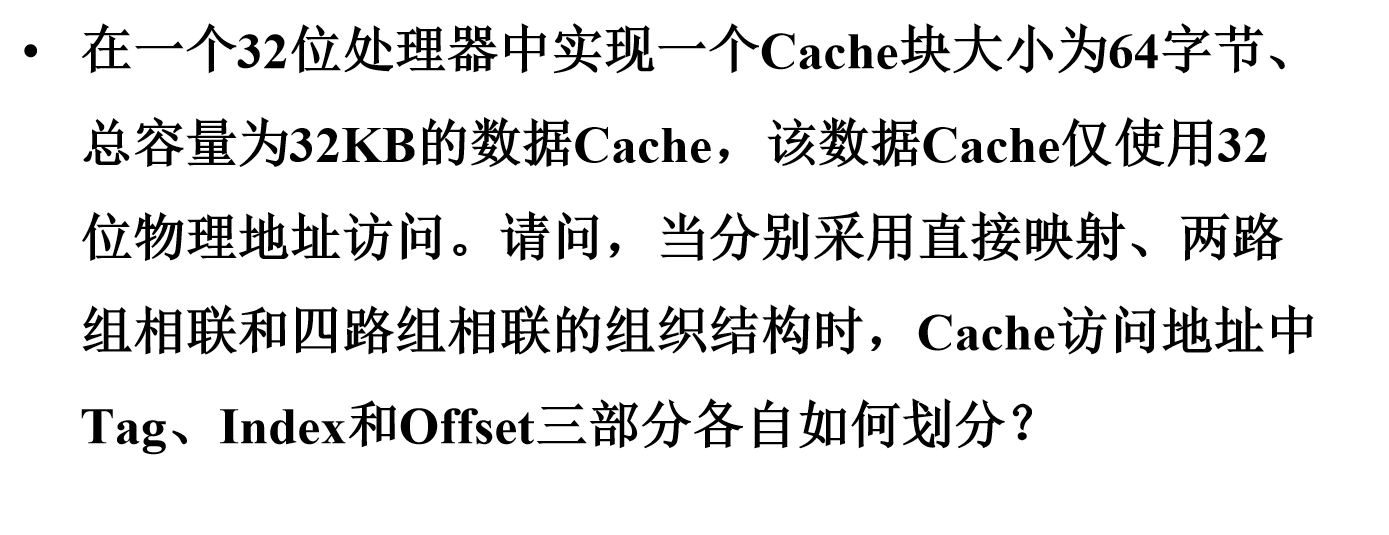 • 在一个32位处理器中实现一个Cache块大小为64字节、
总容量为32KB的数据Cache，该数据Cache仅使用32
位物理地址访问。请问，当分别采用直接映射、两路
组相联和四路组相联的组织结构时，Cache访问地址中
Tag、Index和Offset三部分各自如何划分？